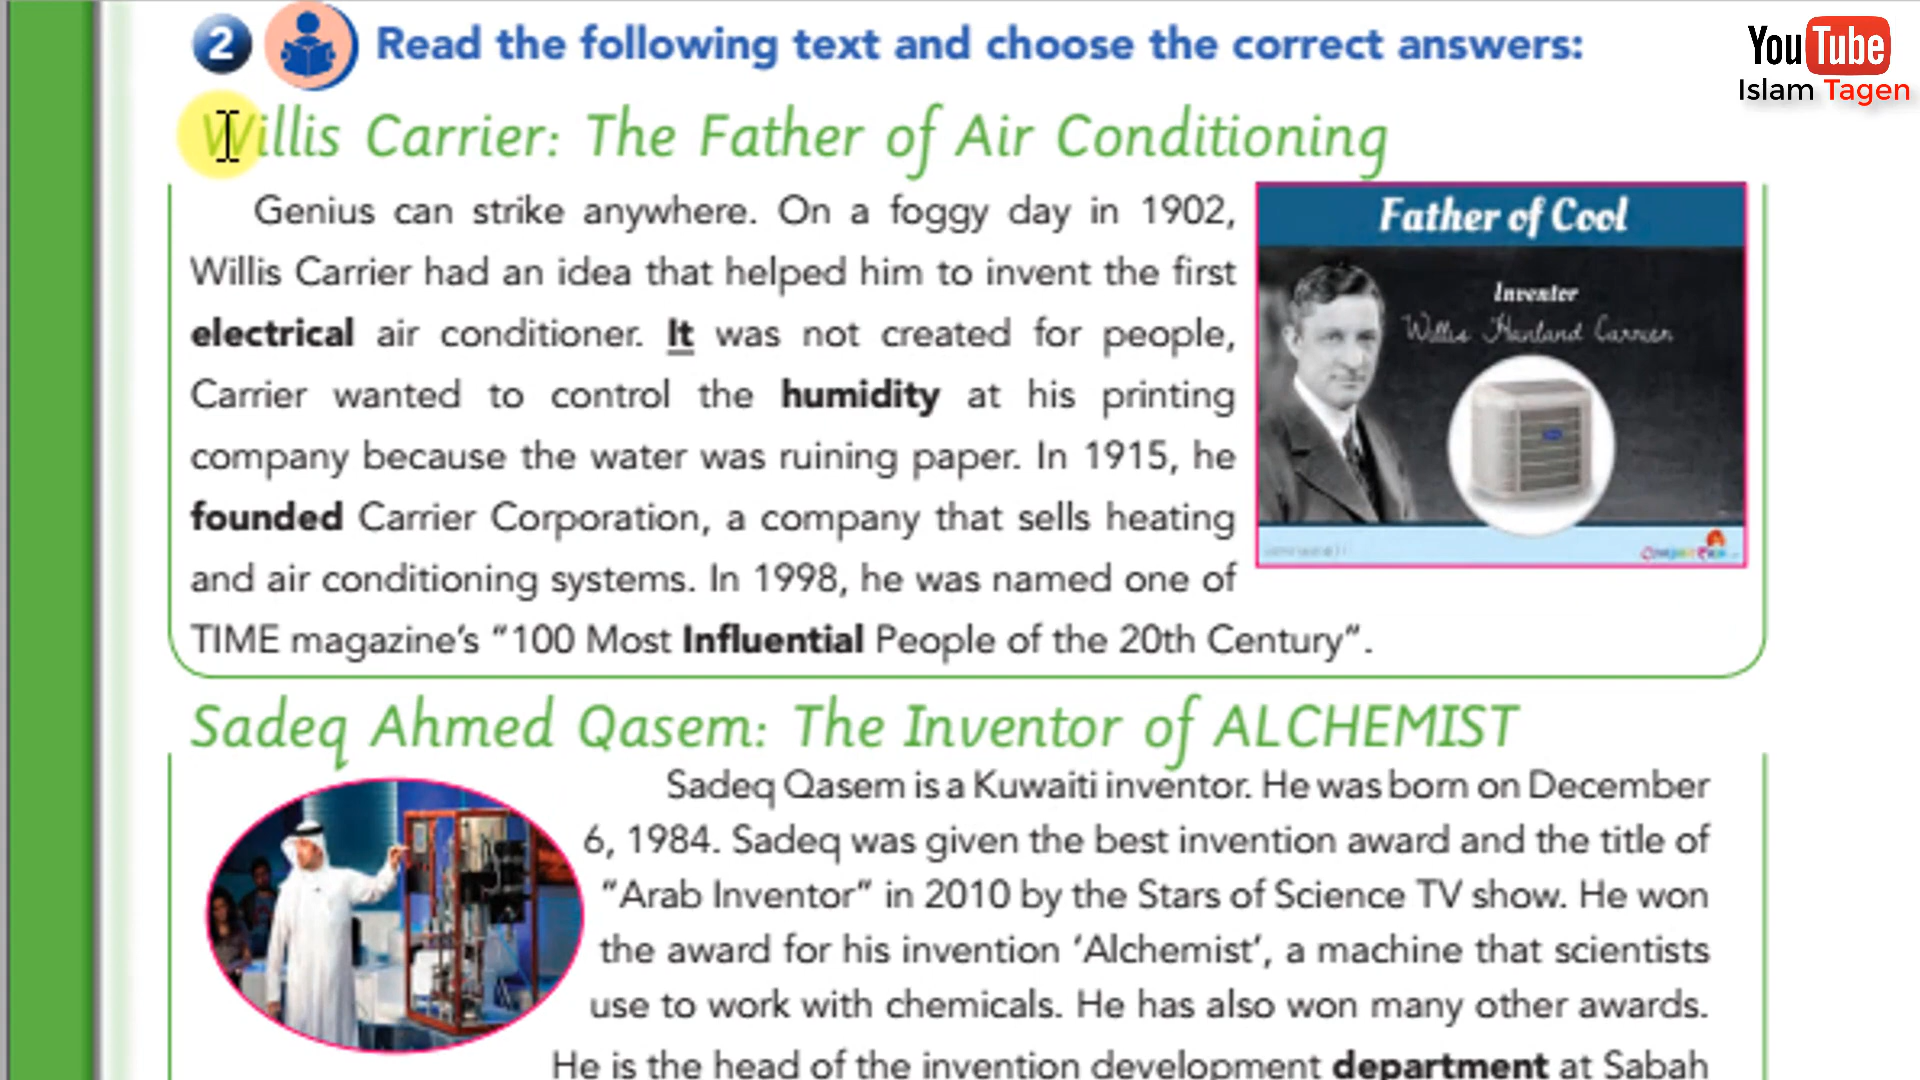 2 Read the following text and choose the correct answers:
YouTube
Islam Tagen
Willis Carrier: The Father of Air Conditioning
Genius can strike anywhere. On a foggy day in 1902,
Willis Carrier had an idea that helped him to invent the first
electrical air conditioner. It was not created for people,
Carrier wanted to control the humidity at his printing
company because the water was ruining paper. In 1915, he
founded Carrier Corporation, a company that sells heating
and air conditioning systems. In 1998, he was named one of
TIME magazine's "100 Most Influential People of the 20th Century".
Father of Cool
Inventor
Willis Haviland Carrier
Sadeq Ahmed Qasem: The Inventor of ALCHEMIST
Sadeq Qasem is a Kuwaiti inventor. He was born on December
6, 1984. Sadeq was given the best invention award and the title of
"Arab Inventor" in 2010 by the Stars of Science TV show. He won
the award for his invention 'Alchemist', a machine that scientists
use to work with chemicals. He has also won many other awards.
He is the head of the invention development department at Sabah